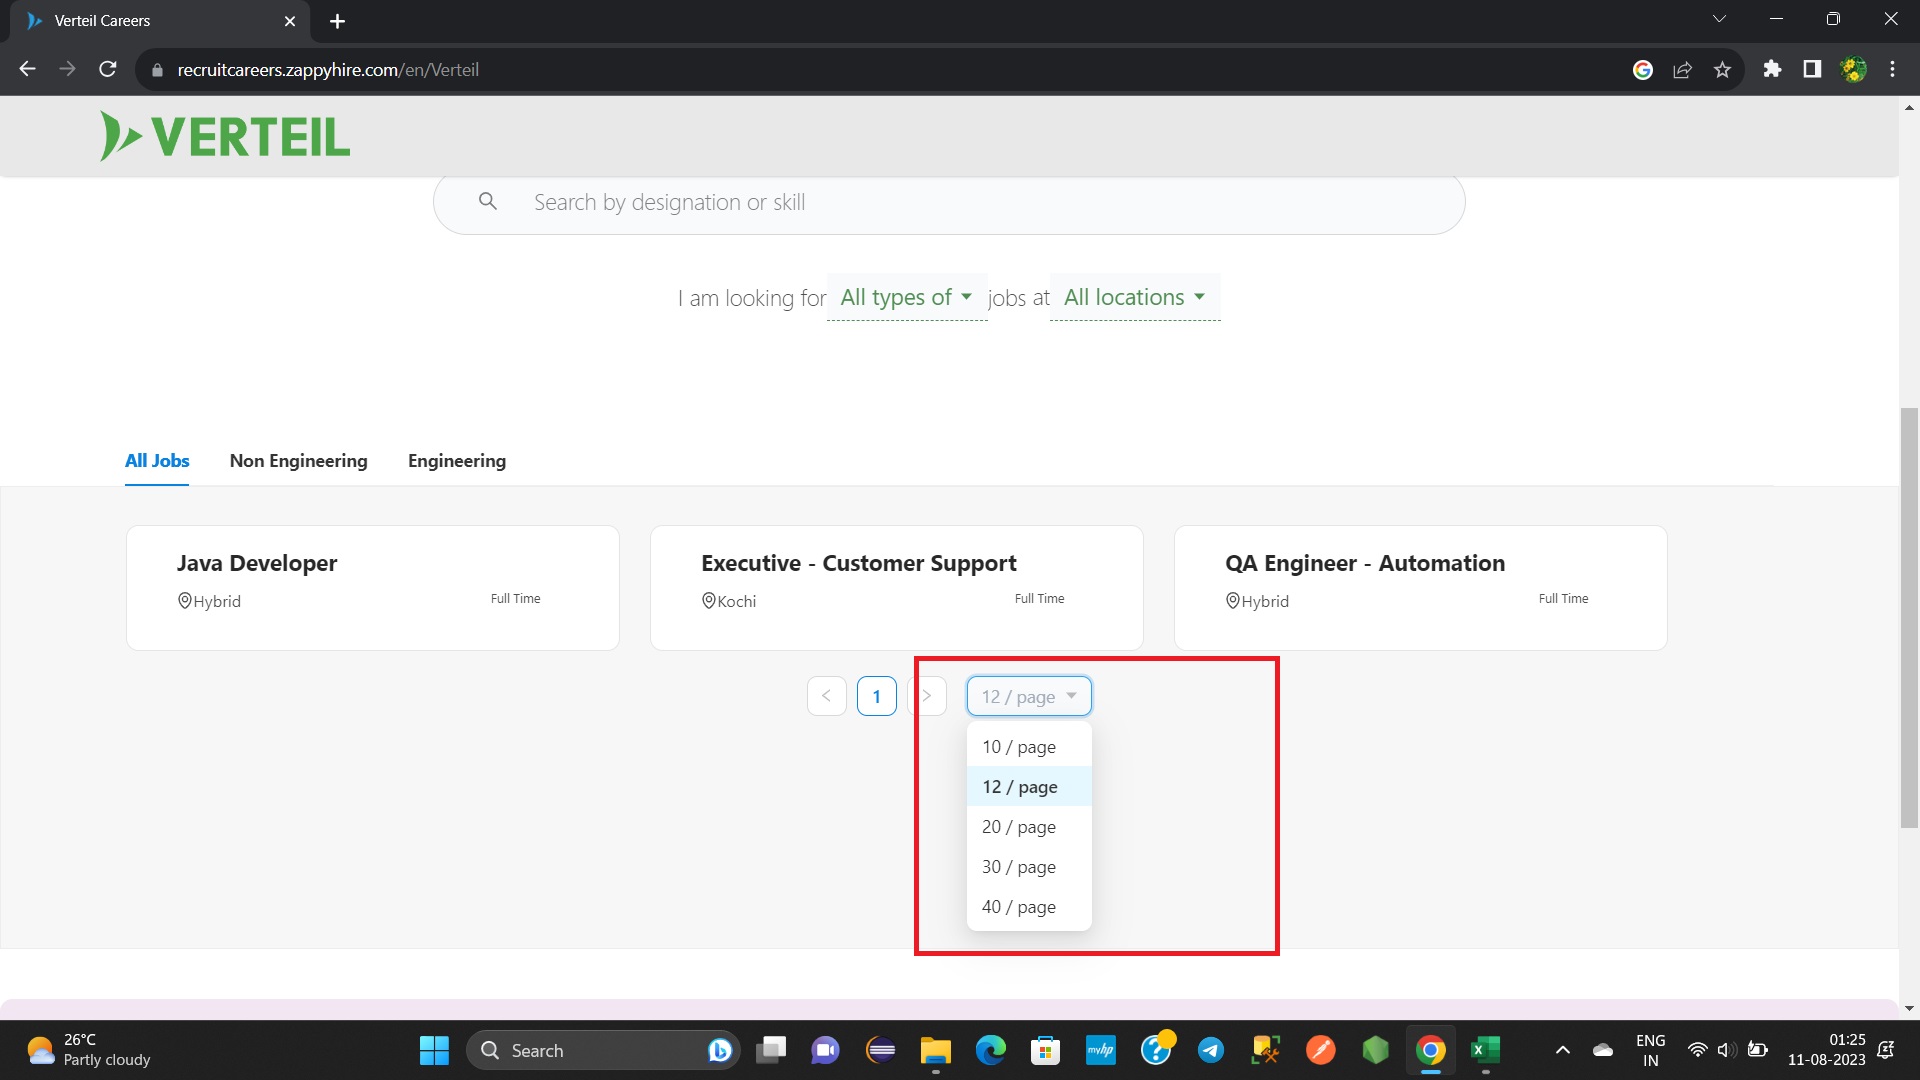 Verteil Careers
recruitcareers.zappyhire.com/en/Verteil
VERTEIL
Search by designation or skill
I am looking for All types of jobs at All locations
All Jobs Non Engineering Engineering
Java Developer
Hybrid Full Time
Executive - Customer Support
Kochi Full Time
QA Engineer - Automation
Hybrid Full Time
< 1 > 12 / page
10 / page
12 / page
20 / page
30 / page
40 / page
26°C
Partly cloudy
Search
myhp
ENG
IN
01:25
11-08-2023